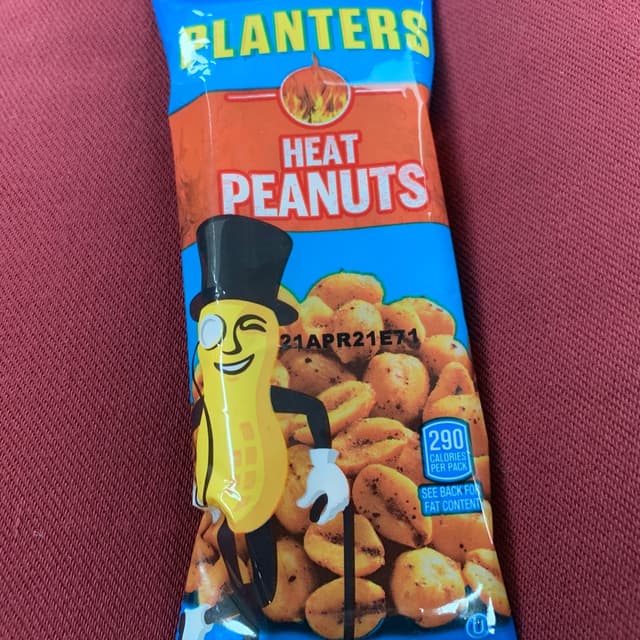 PLANTERS
HEAT
PEANUTS
21APR21E71
290
CALORIES
PER PACK
SEE BACK FOR
FAT CONTENT
U